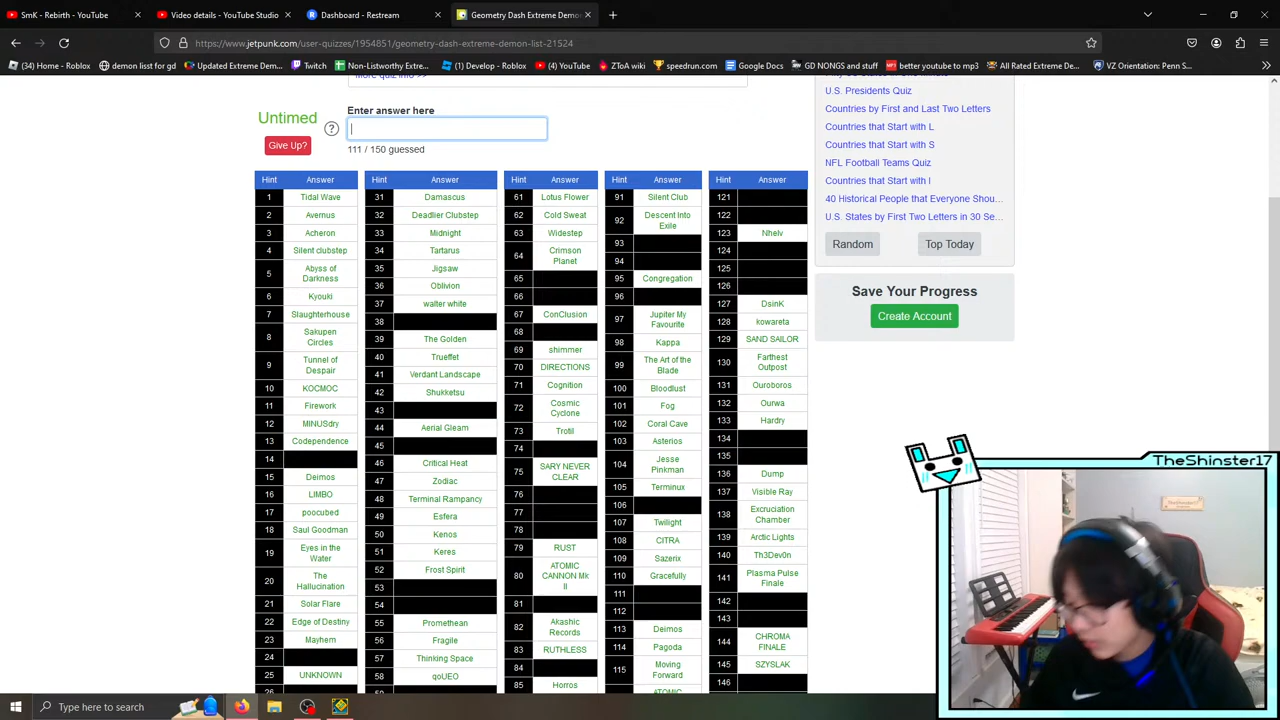 SmK - Rebirth - YouTube
Video details - YouTube Studio
Dashboard - Restream
Geometry Dash Extreme Demon
https://www.jetpunk.com/user-quizzes/1954851/geometry-dash-extreme-demon-list-21524
(34) Home - Roblox
demon lisst for gd
Updated Extreme Demo...
Twitch
Non-Listworthy Extre...
(1) Develop - Roblox
(4) YouTube
ZToA wiki
speedrun.com
Google Docs
GD NONGS and stuff
better youtube to mp3
All Rated Extreme De...
VZ Orientation: Penn S...
More quiz info >>
U.S. Presidents Quiz
Countries by First and Last Two Letters
Countries that Start with L
Countries that Start with S
NFL Football Teams Quiz
Countries that Start with I
40 Historical People that Everyone Shou...
U.S. States by First Two Letters in 30 Se...
Random
Top Today
Save Your Progress
Create Account
Untimed
Give Up?
?
Enter answer here
111 / 150 guessed
Hint Answer
1 Tidal Wave
2 Avernus
3 Acheron
4 Silent clubstep
5 Abyss of
Darkness
6 Kyouki
7 Slaughterhouse
8 Sakupen
Circles
9 Tunnel of
Despair
10 KOCMOC
11 Firework
12 MINUSdry
13 Codependence
14
15 Deimos
16 LIMBO
17 poocubed
18 Saul Goodman
19 Eyes in the
Water
20 The
Hallucination
21 Solar Flare
22 Edge of Destiny
23 Mayhem
24
25 UNKNOWN
26
Hint Answer
31 Damascus
32 Deadlier Clubstep
33 Midnight
34 Tartarus
35 Jigsaw
36 Oblivion
37 walter white
38
39 The Golden
40 Trueffet
41 Verdant Landscape
42 Shukketsu
43
44 Aerial Gleam
45
46 Critical Heat
47 Zodiac
48 Terminal Rampancy
49 Esfera
50 Kenos
51 Keres
52 Frost Spirit
53
54
55 Promethean
56 Fragile
57 Thinking Space
58 qoUEO
59
Hint Answer
61 Lotus Flower
62 Cold Sweat
63 Widestep
64 Crimson
Planet
65
66
67 ConClusion
68
69 shimmer
70 DIRECTIONS
71 Cognition
72 Cosmic
Cyclone
73 Trotil
74
75 SARY NEVER
CLEAR
76
77
78
79 RUST
80 ATOMIC
CANNON Mk
II
81
82 Akashic
Records
83 RUTHLESS
84
85 Horros
Hint Answer
91 Silent Club
92 Descent Into
Exile
93
94
95 Congregation
96
97 Jupiter My
Favourite
98 Kappa
99 The Art of the
Blade
100 Bloodlust
101 Fog
102 Coral Cave
103 Asterios
104 Jesse
Pinkman
105 Terminux
106
107 Twilight
108 CITRA
109 Sazerix
110 Gracefully
111
112
113 Deimos
114 Pagoda
115 Moving
Forward
ATOMIC
Hint Answer
121
122
123 Nhelv
124
125
126
127 DsinK
128 kowareta
129 SAND SAILOR
130 Farthest
Outpost
131 Ouroboros
132 Ourwa
133 Hardry
134
135
136 Dump
137 Visible Ray
138 Excruciation
Chamber
139 Arctic Lights
140 Th3Dev0n
141 Plasma Pulse
Finale
142
143
144 CHROMA
FINALE
145 SZYSLAK
146
TheShinster17
Type here to search